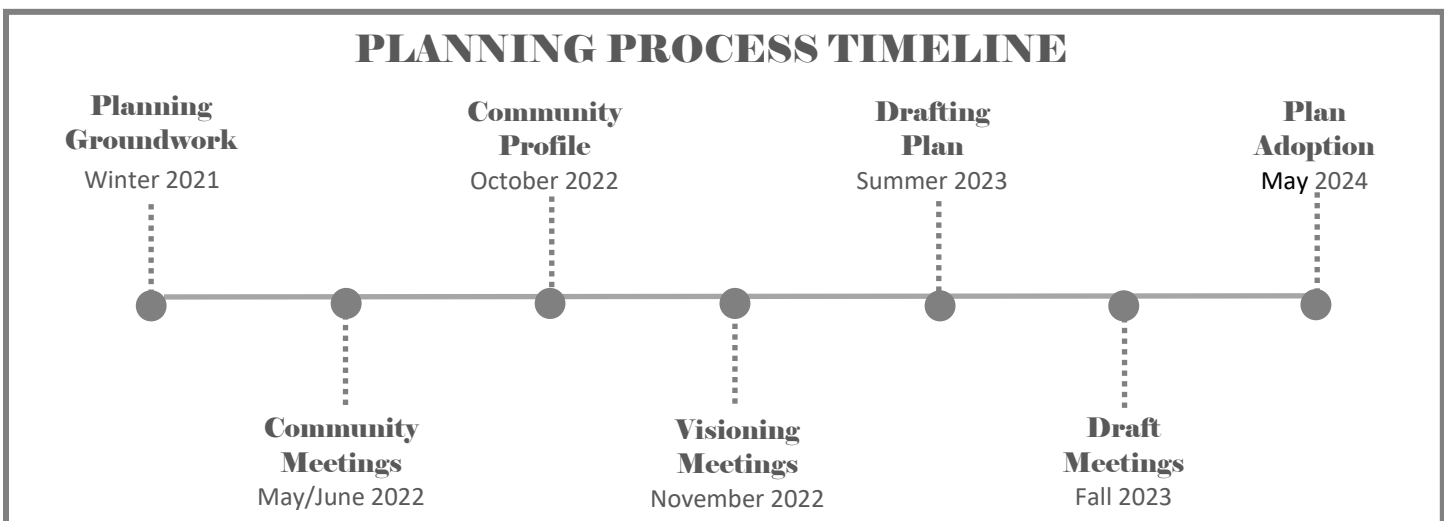 PLANNING PROCESS TIMELINE
Planning
Groundwork
Winter 2021
Community
Profile
October 2022
Drafting
Plan
Summer 2023
Plan
Adoption
May 2024
Community
Meetings
May/June 2022
Visioning
Meetings
November 2022
Draft
Meetings
Fall 2023